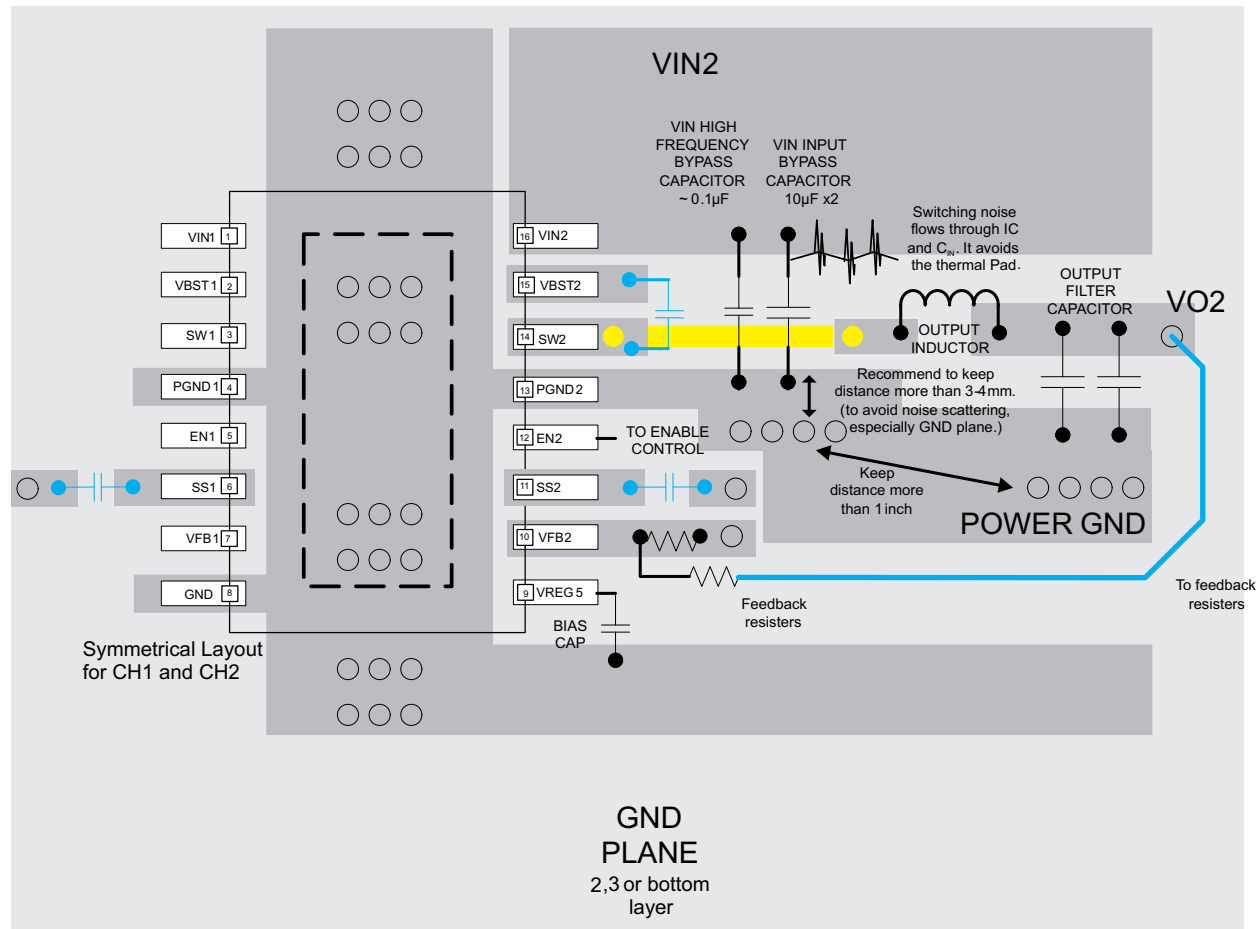 VIN2
VIN HIGH
FREQUENCY
BYPASS
CAPACITOR
~ 0.1µF
VIN INPUT
BYPASS
CAPACITOR
10µF x2
Switching noise
flows through IC
and CIN. It avoids
the thermal Pad.
VIN1 1
VBST1 2
SW1 3
PGND1 4
EN1 5
SS1 6
VFB1 7
GND 8
16 VIN2
15 VBST2
14 SW2
13 PGND2
12 EN2
11 SS2
10 VFB2
9 VREG5
OUTPUT
FILTER
CAPACITOR
VO2
OUTPUT
INDUCTOR
Recommend to keep
distance more than 3-4mm.
(to avoid noise scattering,
especially GND plane.)
TO ENABLE
CONTROL
Keep
distance more
than 1 inch
POWER GND
To feedback
resisters
Feedback
resisters
BIAS
CAP
Symmetrical Layout
for CH1 and CH2
GND
PLANE
2,3 or bottom
layer